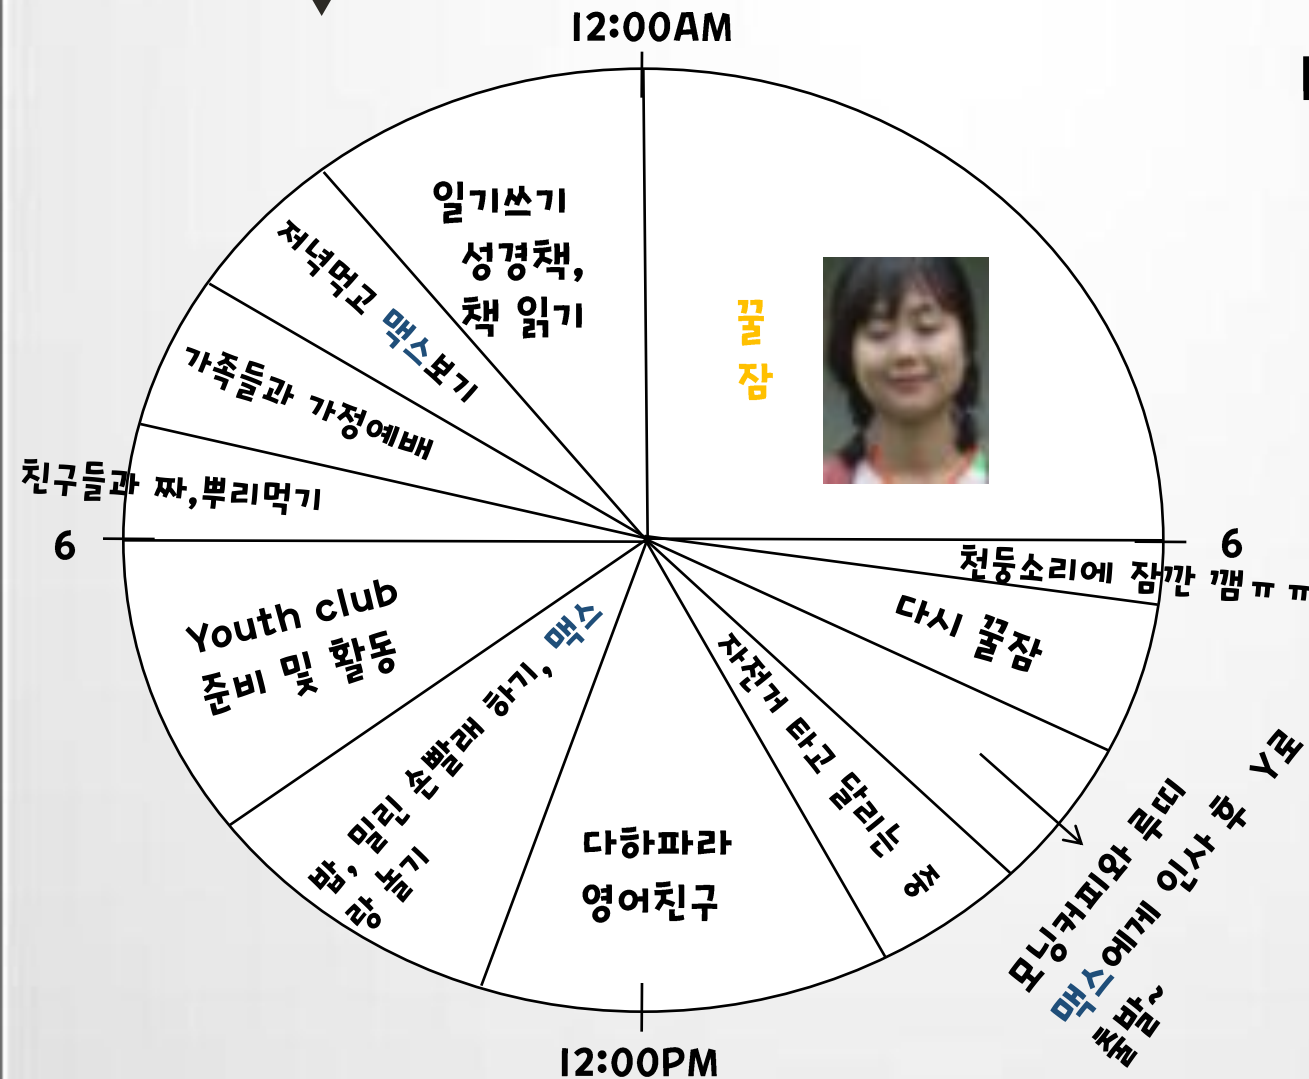 12:00AM
꿀
잠
6
천둥소리에 잠깐 깸ㅠㅠ
다시 꿀잠
모닝커피와 루띠
맥스에게 인사 후 Y로
출발~
자전거 타고 달리는 중
다하파라
영어친구
12:00PM
밥, 밀린 손빨래 하기, 맥스랑 놀기
Youth club
준비 및 활동
6
친구들과 짜,뿌리먹기
가족들과 가정예배
저녁먹고 맥스보기
일기쓰기
성경책,
책 읽기